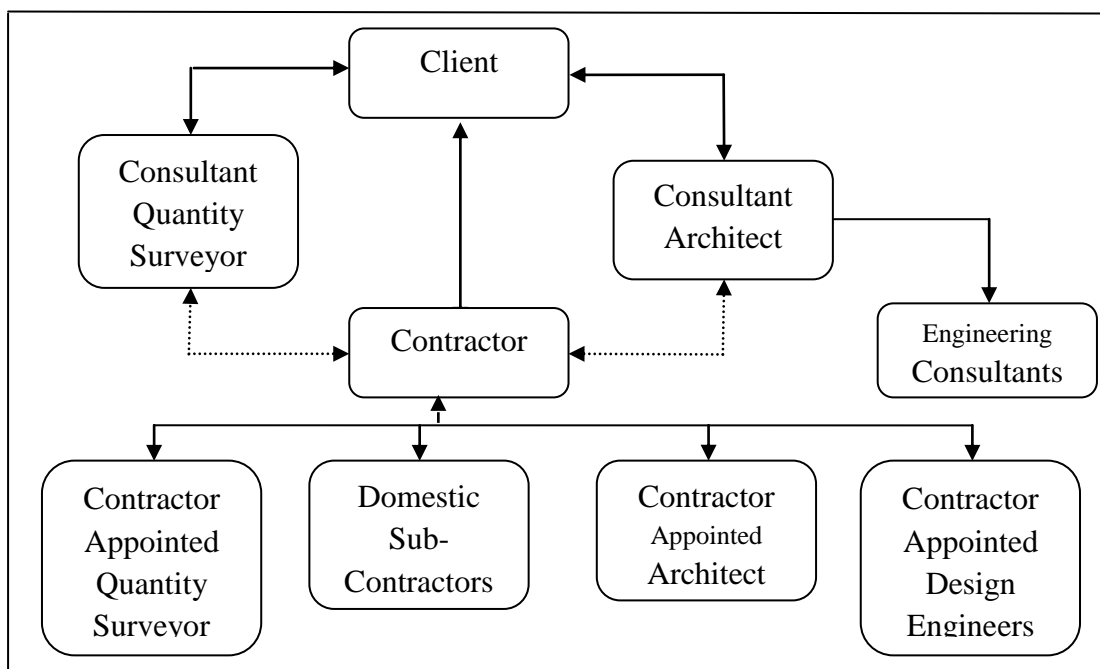 Client
Consultant
Quantity
Surveyor
Consultant
Architect
Contractor
Engineering
Consultants
Contractor
Appointed
Quantity
Surveyor
Domestic
Sub-
Contractors
Contractor
Appointed
Architect
Contractor
Appointed
Design
Engineers